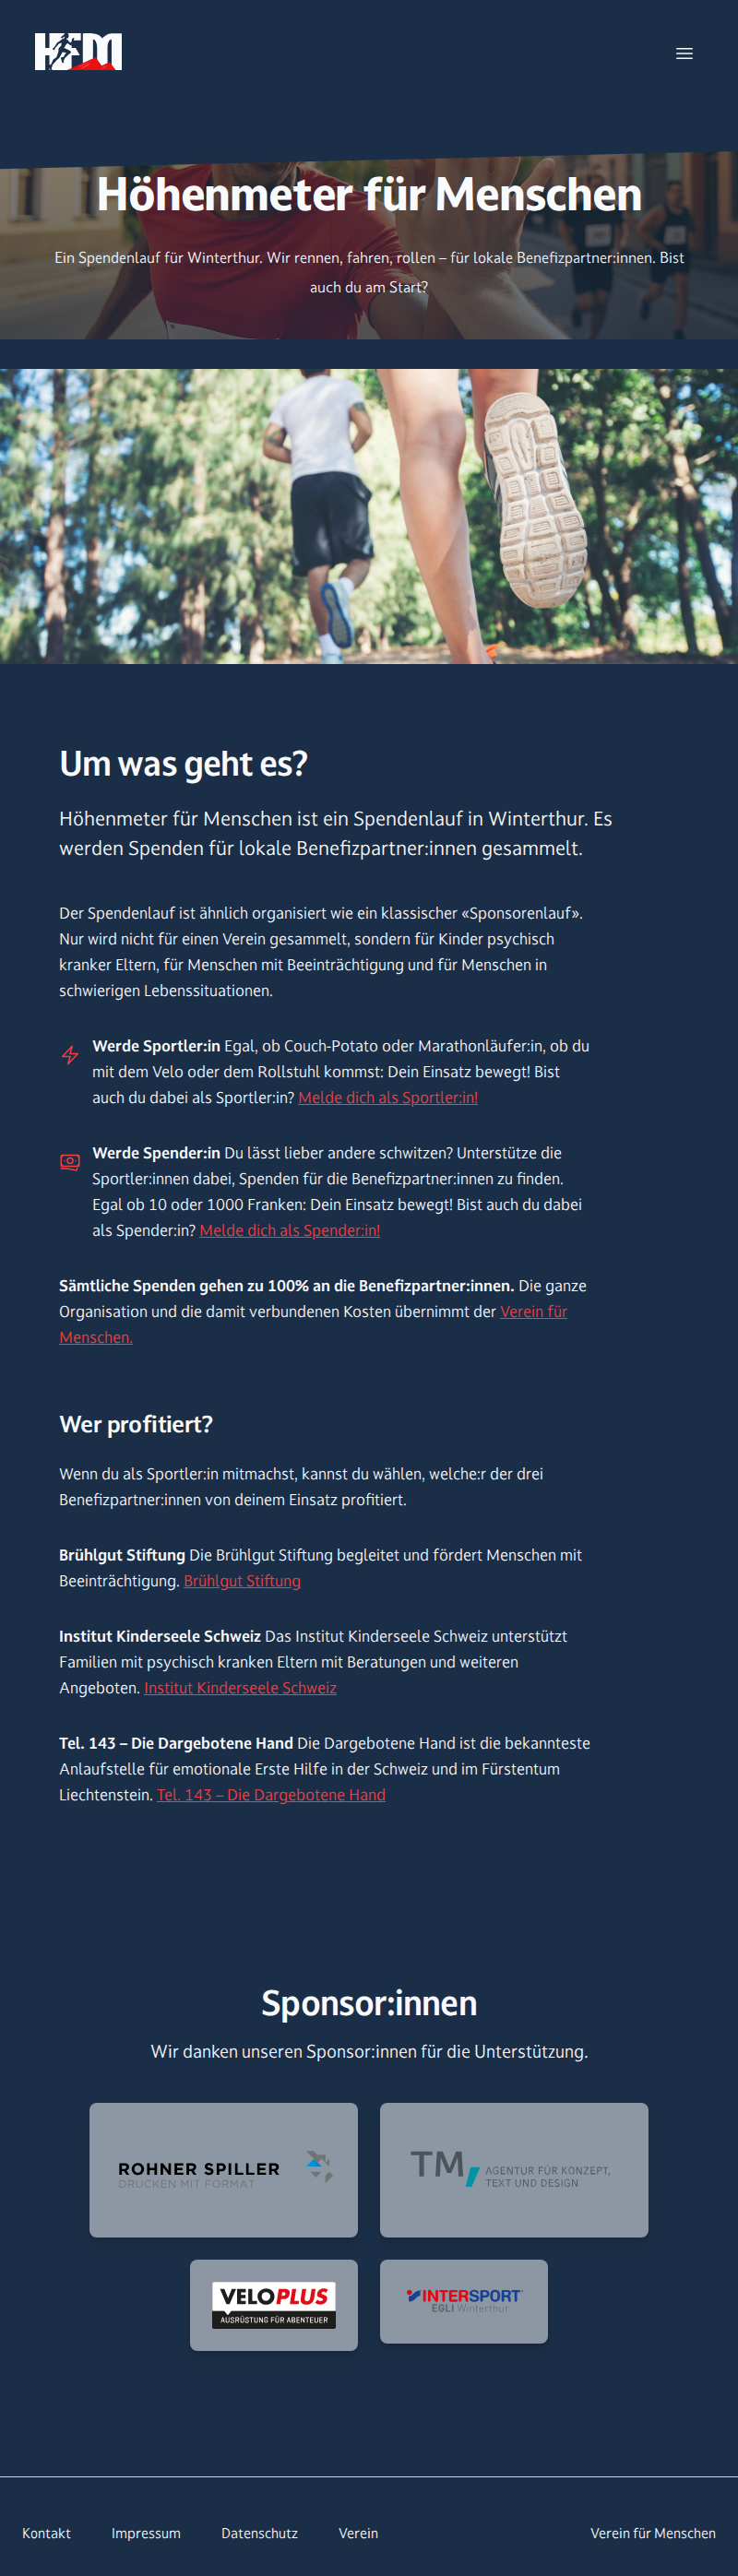 HFM
Höhenmeter für Menschen
Ein Spendenlauf für Winterthur. Wir rennen, fahren, rollen – für lokale Benefizpartner:innen. Bist
auch du am Start?
Um was geht es?
Höhenmeter für Menschen ist ein Spendenlauf in Winterthur. Es
werden Spenden für lokale Benefizpartner:innen gesammelt.
Der Spendenlauf ist ähnlich organisiert wie ein klassischer «Sponsorenlauf».
Nur wird nicht für einen Verein gesammelt, sondern für Kinder psychisch
kranker Eltern, für Menschen mit Beeinträchtigung und für Menschen in
schwierigen Lebenssituationen.
Werde Sportler:in Egal, ob Couch-Potato oder Marathonläufer:in, ob du
mit dem Velo oder dem Rollstuhl kommst: Dein Einsatz bewegt! Bist
auch du dabei als Sportler:in? Melde dich als Sportler:in!
Werde Spender:in Du lässt lieber andere schwitzen? Unterstütze die
Sportler:innen dabei, Spenden für die Benefizpartner:innen zu finden.
Egal ob 10 oder 1000 Franken: Dein Einsatz bewegt! Bist auch du dabei
als Spender:in? Melde dich als Spender:in!
Sämtliche Spenden gehen zu 100% an die Benefizpartner:innen. Die ganze
Organisation und die damit verbundenen Kosten übernimmt der Verein für
Menschen.
Wer profitiert?
Wenn du als Sportler:in mitmachst, kannst du wählen, welche:r der drei
Benefizpartner:innen von deinem Einsatz profitiert.
Brühlgut Stiftung Die Brühlgut Stiftung begleitet und fördert Menschen mit
Beeinträchtigung. Brühlgut Stiftung
Institut Kinderseele Schweiz Das Institut Kinderseele Schweiz unterstützt
Familien mit psychisch kranken Eltern mit Beratungen und weiteren
Angeboten. Institut Kinderseele Schweiz
Tel. 143 – Die Dargebotene Hand Die Dargebotene Hand ist die bekannteste
Anlaufstelle für emotionale Erste Hilfe in der Schweiz und im Fürstentum
Liechtenstein. Tel. 143 – Die Dargebotene Hand
Sponsor:innen
Wir danken unseren Sponsor:innen für die Unterstützung.
ROHNER SPILLER
DRUCKEN MIT FORMAT
TM, AGENTUR FÜR KONZEPT,
TEXT UND DESIGN
VELOPLUS
AUSRÜSTUNG FÜR ABENTEUER
INTERSPORT
EGLI Winterthur
Kontakt Impressum Datenschutz Verein Verein für Menschen